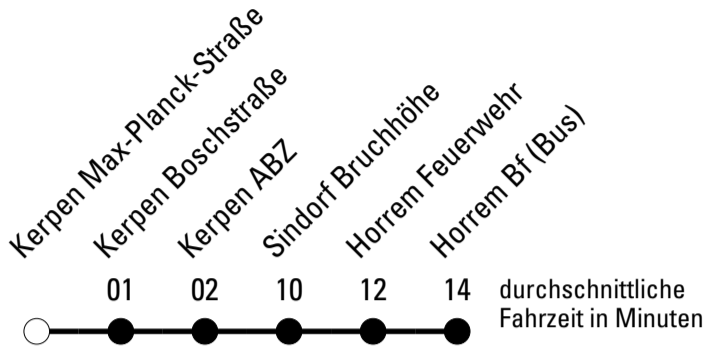 Kerpen Max-Planck-Straße
Kerpen Boschstraße
Kerpen ABZ
Sindorf Bruchhöhe
Horrem Feuerwehr
Horrem Bf (Bus)
01 02 10 12 14 durchschnittliche
Fahrzeit in Minuten